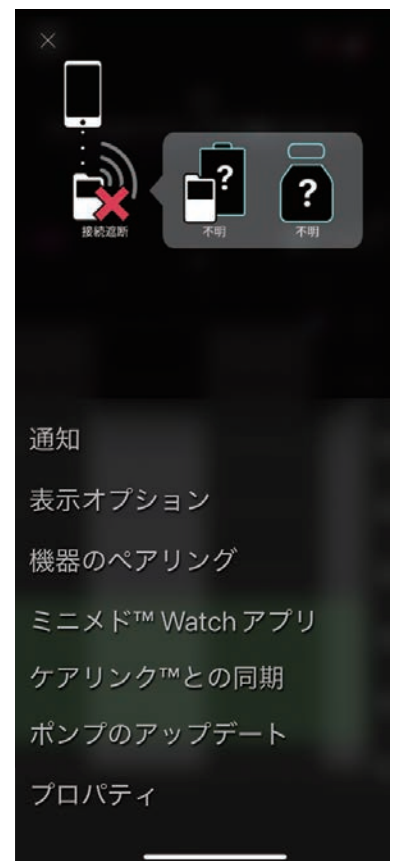 ×
?
?
接続遮断
不明
不明
通知
表示オプション
機器のペアリング
ミニメド™ Watch アプリ
ケアリンク™との同期
ポンプのアップデート
プロパティ